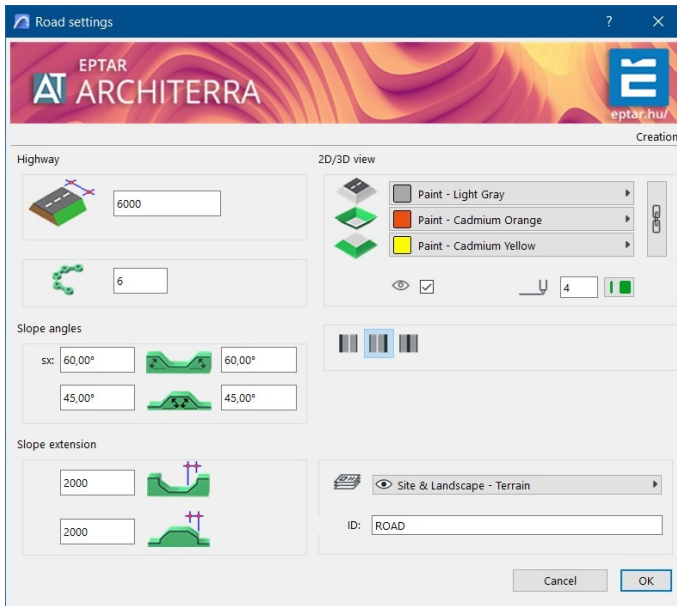 Road settings
?
EPTAR
AT ARCHITERRA
eptar.hu/
Creation
Highway
6000
6
2D/3D view
Paint - Light Gray
Paint - Cadmium Orange
Paint - Cadmium Yellow
4
Slope angles
sx: 60,00° 60,00°
45,00° 45,00°
Slope extension
2000
2000
Site & Landscape - Terrain
ID: ROAD
Cancel OK